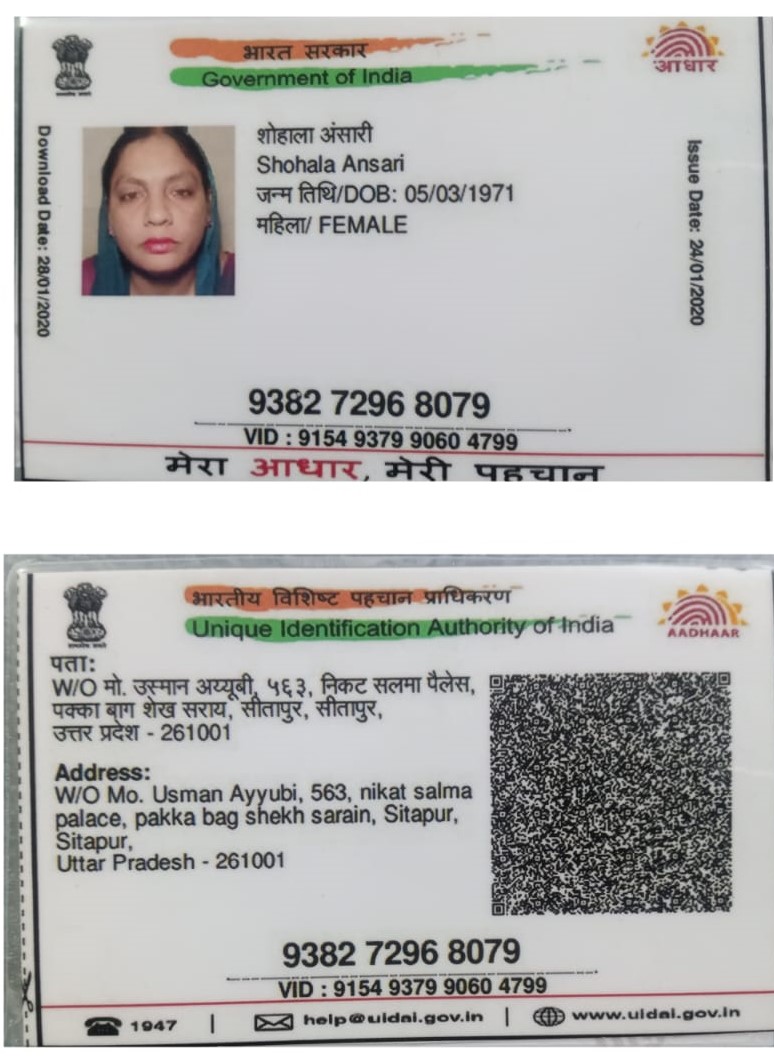 भारत सरकार
Government of India
आधार
Download Date: 28/01/2020
शोहाला अंसारी
Shohala Ansari
जन्म तिथि/DOB: 05/03/1971
महिला/ FEMALE
Issue Date: 24/01/2020
9382 7296 8079
VID : 9154 9379 9060 4799
मेरा आधार, मेरी पहचान
भारतीय विशिष्ट पहचान प्राधिकरण
Unique Identification Authority of India
AADHAAR
पता:
W/O मो. उस्मान अय्यूबी, ५६३, निकट सलमा पैलेस,
पक्का बाग शेख सराय, सीतापुर, सीतापुर,
उत्तर प्रदेश - 261001
Address:
W/O Mo. Usman Ayyubi, 563, nikat salma
palace, pakka bag shekh sarain, Sitapur,
Sitapur,
Uttar Pradesh - 261001
9382 7296 8079
VID : 9154 9379 9060 4799
1947 | help@uidai.gov.in | www.uidai.gov.in